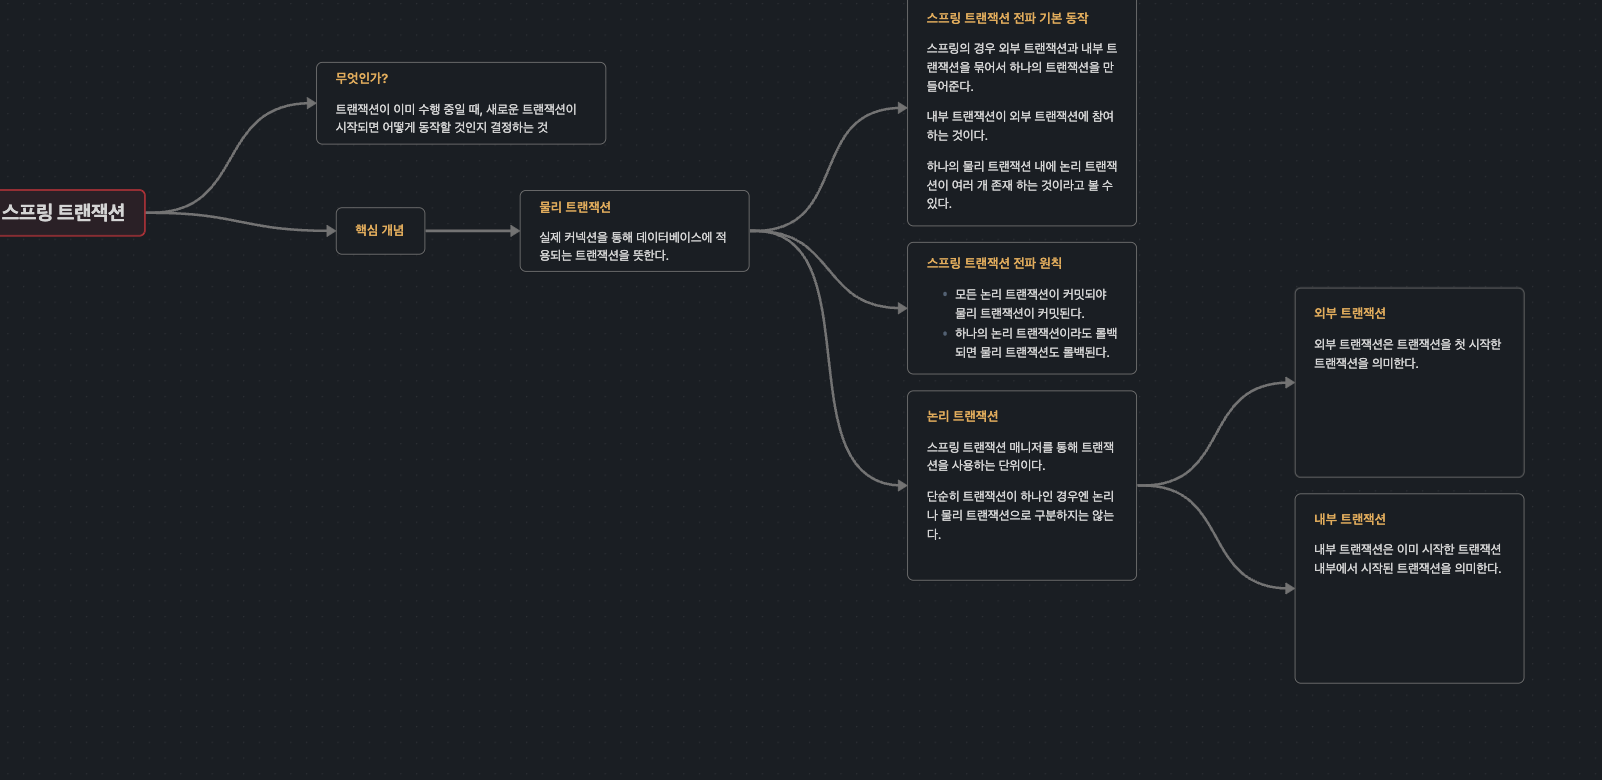 스프링 트랜잭션
무엇인가?
트랜잭션이 이미 수행 중일 때, 새로운 트랜잭션이
시작되면 어떻게 동작할 것인지 결정하는 것
핵심 개념
물리 트랜잭션
실제 커넥션을 통해 데이터베이스에 적
용되는 트랜잭션을 뜻한다.
스프링 트랜잭션 전파 기본 동작
스프링의 경우 외부 트랜잭션과 내부 트
랜잭션을 묶어서 하나의 트랜잭션을 만
들어준다.
내부 트랜잭션이 외부 트랜잭션에 참여
하는 것이다.
하나의 물리 트랜잭션 내에 논리 트랜잭
션이 여러 개 존재 하는 것이라고 볼 수
있다.
스프링 트랜잭션 전파 원칙
• 모든 논리 트랜잭션이 커밋되야
물리 트랜잭션이 커밋된다.
• 하나의 논리 트랜잭션이라도 롤백
되면 물리 트랜잭션도 롤백된다.
논리 트랜잭션
스프링 트랜잭션 매니저를 통해 트랜잭
션을 사용하는 단위이다.
단순히 트랜잭션이 하나인 경우엔 논리
나 물리 트랜잭션으로 구분하지는 않는
다.
외부 트랜잭션
외부 트랜잭션은 트랜잭션을 첫 시작한
트랜잭션을 의미한다.
내부 트랜잭션
내부 트랜잭션은 이미 시작한 트랜잭션
내부에서 시작된 트랜잭션을 의미한다.